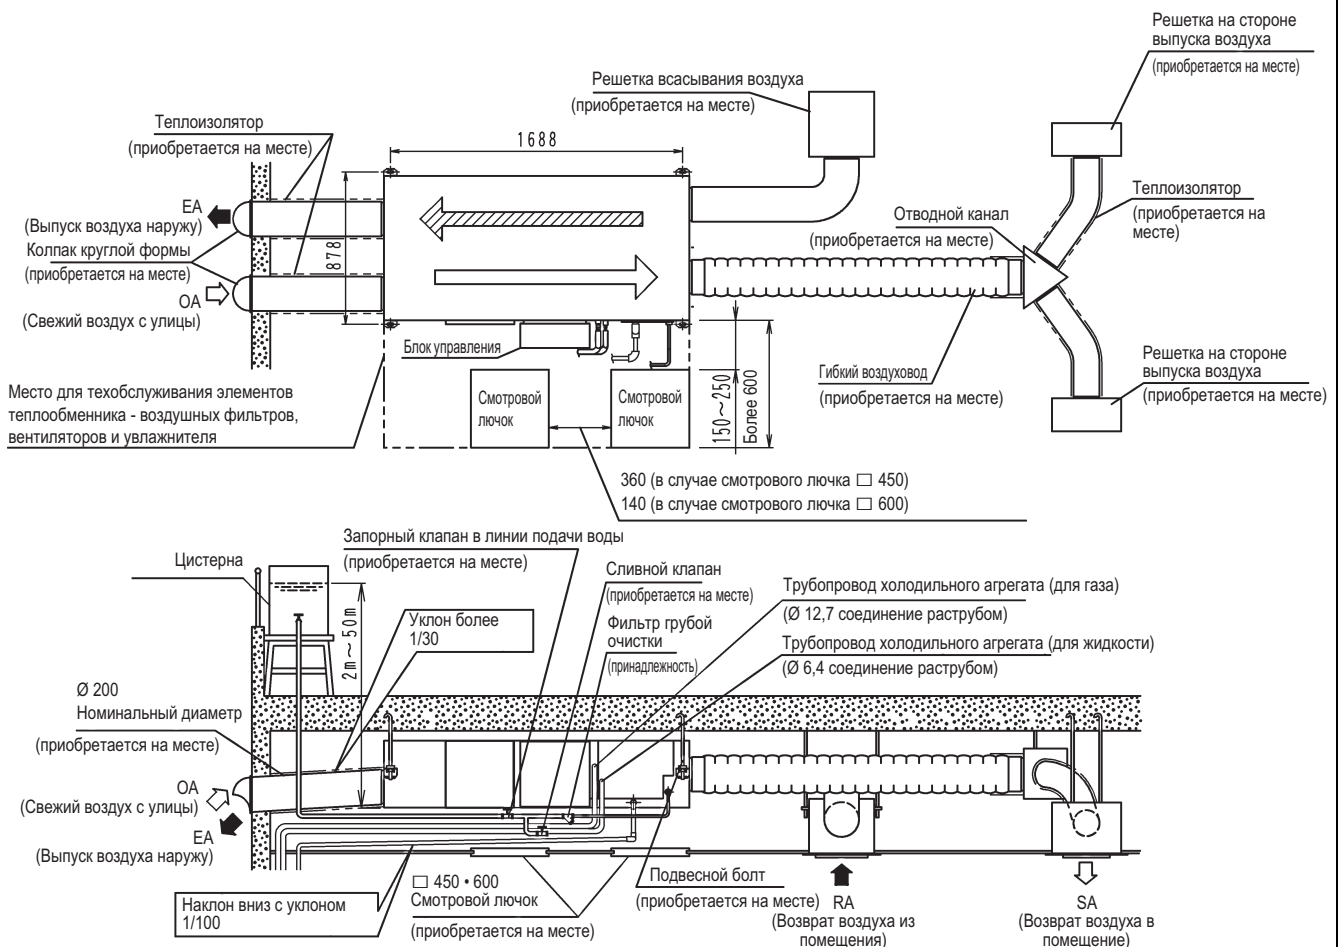 Решетка на стороне
выпуска воздуха
(приобретается на месте)
Решетка всасывания воздуха
(приобретается на месте)
Теплоизолятор
(приобретается на месте)
1688
EA
(Выпуск воздуха наружу)
Колпак круглой формы
(приобретается на месте)
OA
(Свежий воздух с улицы)
878
Теплоизолятор
(приобретается на
месте)
Отводной канал
(приобретается на месте)
Блок управления
Гибкий воздуховод
(приобретается на месте)
Решетка на стороне
выпуска воздуха
(приобретается на месте)
Место для техобслуживания элементов
теплообменника - воздушных фильтров,
вентиляторов и увлажнителя
Смотровой
лючок
Смотровой
лючок
150~250
Более 600
360 (в случае смотрового лючка □ 450)
140 (в случае смотрового лючка □ 600)
Запорный клапан в линии подачи воды
(приобретается на месте)
Цистерна
2m~50m
Уклон более
1/30
Сливной клапан
(приобретается на месте)
Фильтр грубой
очистки
(принадлежность)
Трубопровод холодильного агрегата (для газа)
(Ø 12,7 соединение раструбом)
Трубопровод холодильного агрегата (для жидкости)
(Ø 6,4 соединение раструбом)
Ø 200
Номинальный диаметр
(приобретается на месте)
OA
(Свежий воздух с улицы)
EA
(Выпуск воздуха наружу)
Наклон вниз с уклоном
1/100
□ 450 • 600
Смотровой лючок
(приобретается на месте)
Подвесной болт
(приобретается на месте)
RA
(Возврат воздуха из
помещения)
SA
(Возврат воздуха в
помещение)